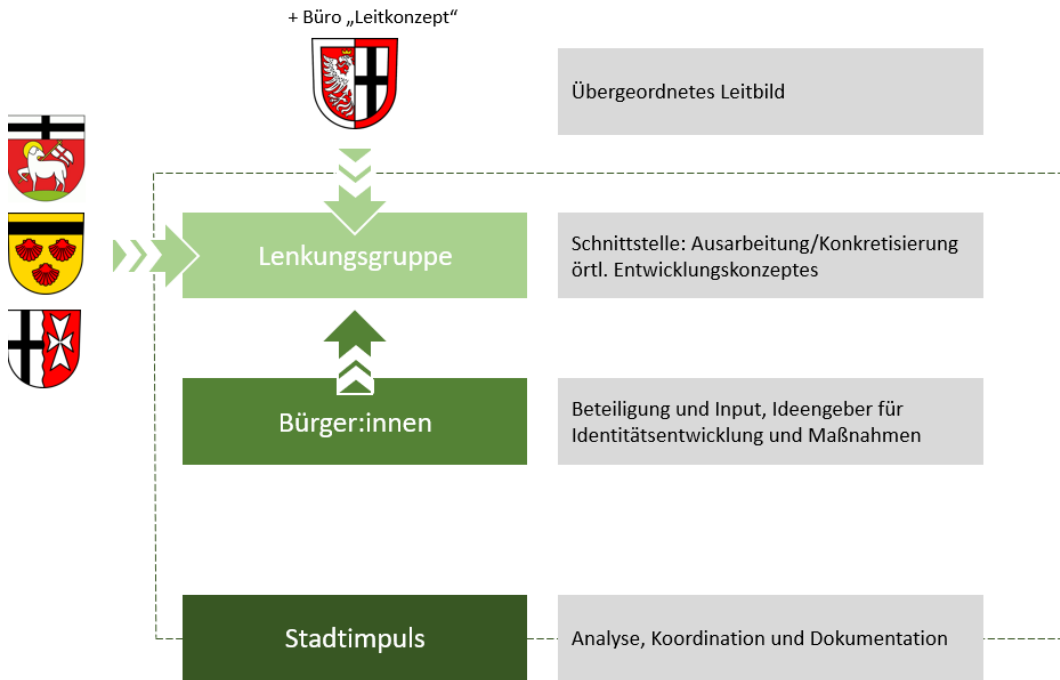 + Büro „Leitkonzept“
Übergeordnetes Leitbild
Lenkungsgruppe
Schnittstelle: Ausarbeitung/Konkretisierung
örtl. Entwicklungskonzeptes
Bürger:innen
Beteiligung und Input, Ideengeber für
Identitätsentwicklung und Maßnahmen
Stadtimpuls
Analyse, Koordination und Dokumentation